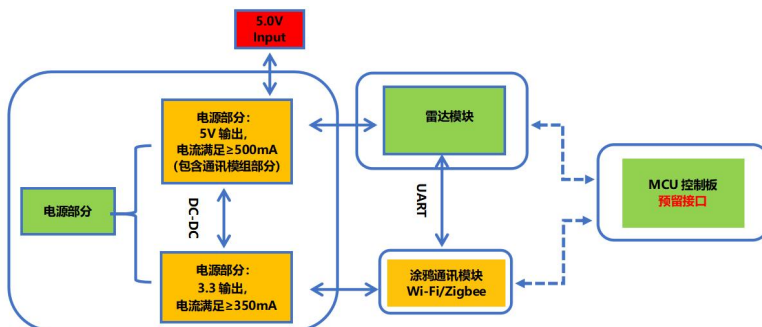 5.0V
Input
电源部分：
5V 输出，
电流满足≥500mA
（包含通讯模组部分）
雷达模块
MCU 控制板
预留接口
电源部分
DC-DC
UART
电源部分：
3.3 输出，
电流满足≥350mA
涂鸦通讯模块
Wi-Fi/Zigbee